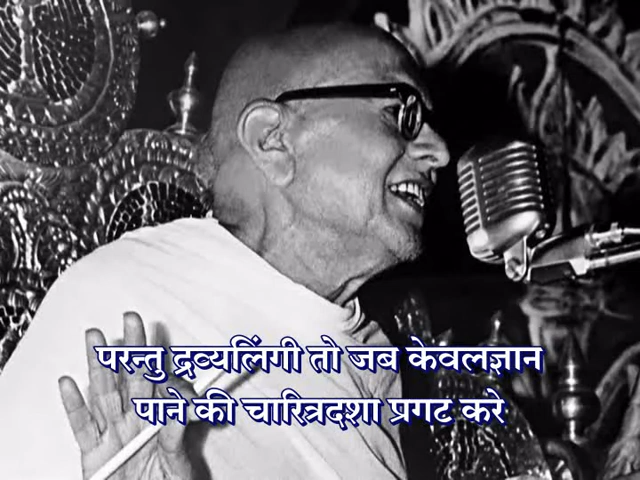 परन्तु द्रव्यलिंगी तो जब केवलज्ञान
पाने की चारित्रदशा प्रगट करे